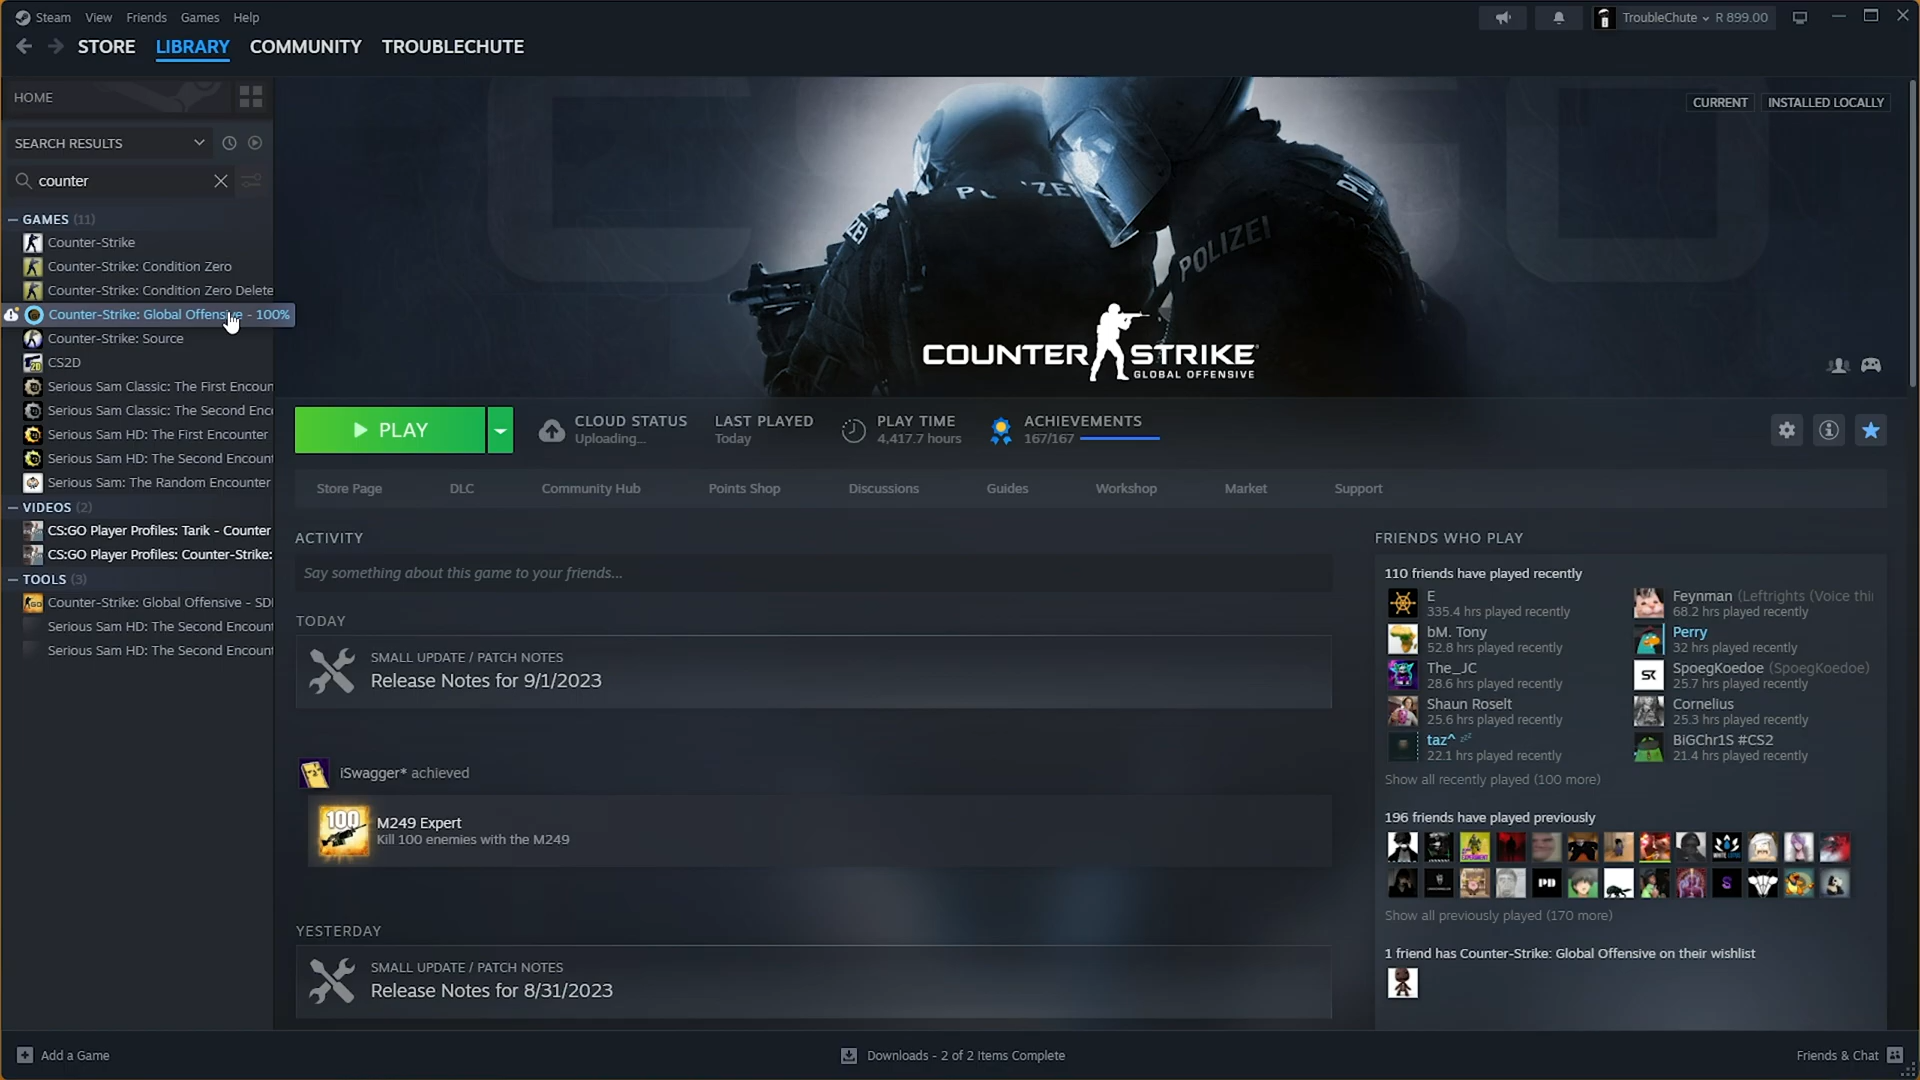 Steam View Friends Games Help
TroubleChute R 899.00
STORE LIBRARY COMMUNITY TROUBLECHUTE
HOME
SEARCH RESULTS
counter
GAMES (11)
Counter-Strike
Counter-Strike: Condition Zero
Counter-Strike: Condition Zero Delete
Counter-Strike: Global Offensive - 100%
Counter-Strike: Source
CS2D
Serious Sam Classic: The First Encoun
Serious Sam Classic: The Second Enc
Serious Sam HD: The First Encounter
Serious Sam HD: The Second Encount
Serious Sam: The Random Encounter
VIDEOS (2)
CS:GO Player Profiles: Tarik - Counter
CS:GO Player Profiles: Counter-Strike:
TOOLS (3)
Counter-Strike: Global Offensive - SD
Serious Sam HD: The Second Encount
Serious Sam HD: The Second Encount
CURRENT INSTALLED LOCALLY
POLIZEI
COUNTER STRIKE
GLOBAL OFFENSIVE
PLAY
CLOUD STATUS
Uploading...
LAST PLAYED
Today
PLAY TIME
4,417.7 hours
ACHIEVEMENTS
167/167
Store Page DLC Community Hub Points Shop Discussions Guides Workshop Market Support
ACTIVITY
Say something about this game to your friends...
TODAY
SMALL UPDATE / PATCH NOTES
Release Notes for 9/1/2023
iSwagger* achieved
100
M249 Expert
Kill 100 enemies with the M249
YESTERDAY
SMALL UPDATE / PATCH NOTES
Release Notes for 8/31/2023
FRIENDS WHO PLAY
110 friends have played recently
E
335.4 hrs played recently
Feynman (Leftrights (Voice thi
68.2 hrs played recently
bM. Tony
52.8 hrs played recently
Perry
32 hrs played recently
The_JC
28.6 hrs played recently
SpoegKoedoe (SpoegKoedoe)
25.7 hrs played recently
Shaun Roselt
25.6 hrs played recently
Cornelius
25.3 hrs played recently
taz^ zzz
22.1 hrs played recently
BiGChr1S #CS2
21.4 hrs played recently
Show all recently played (100 more)
196 friends have played previously
Show all previously played (170 more)
1 friend has Counter-Strike: Global Offensive on their wishlist
Add a Game
Downloads - 2 of 2 Items Complete
Friends & Chat